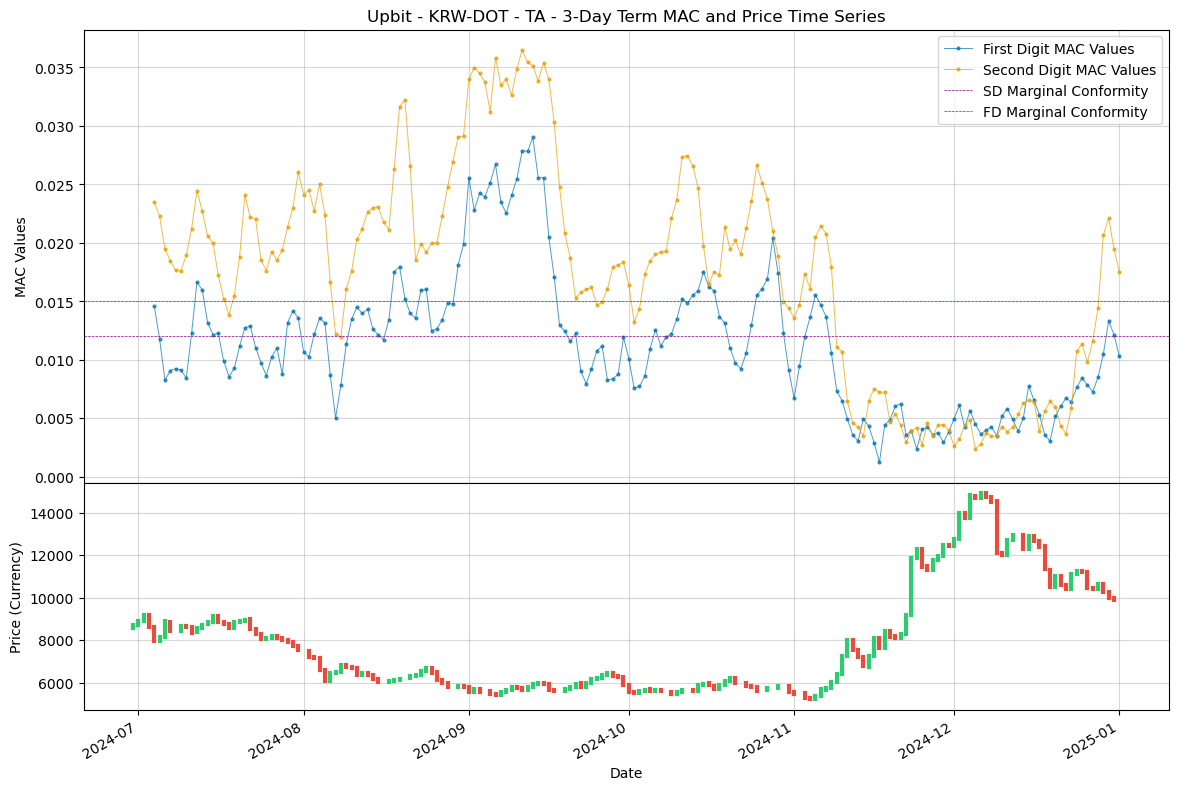 Upbit - KRW-DOT - TA - 3-Day Term MAC and Price Time Series
First Digit MAC Values
Second Digit MAC Values
SD Marginal Conformity
FD Marginal Conformity
MAC Values
0.035
0.030
0.025
0.020
0.015
0.010
0.005
0.000
Price (Currency)
14000
12000
10000
8000
6000
2024-07
2024-08
2024-09
2024-10
2024-11
2024-12
2025-01
Date